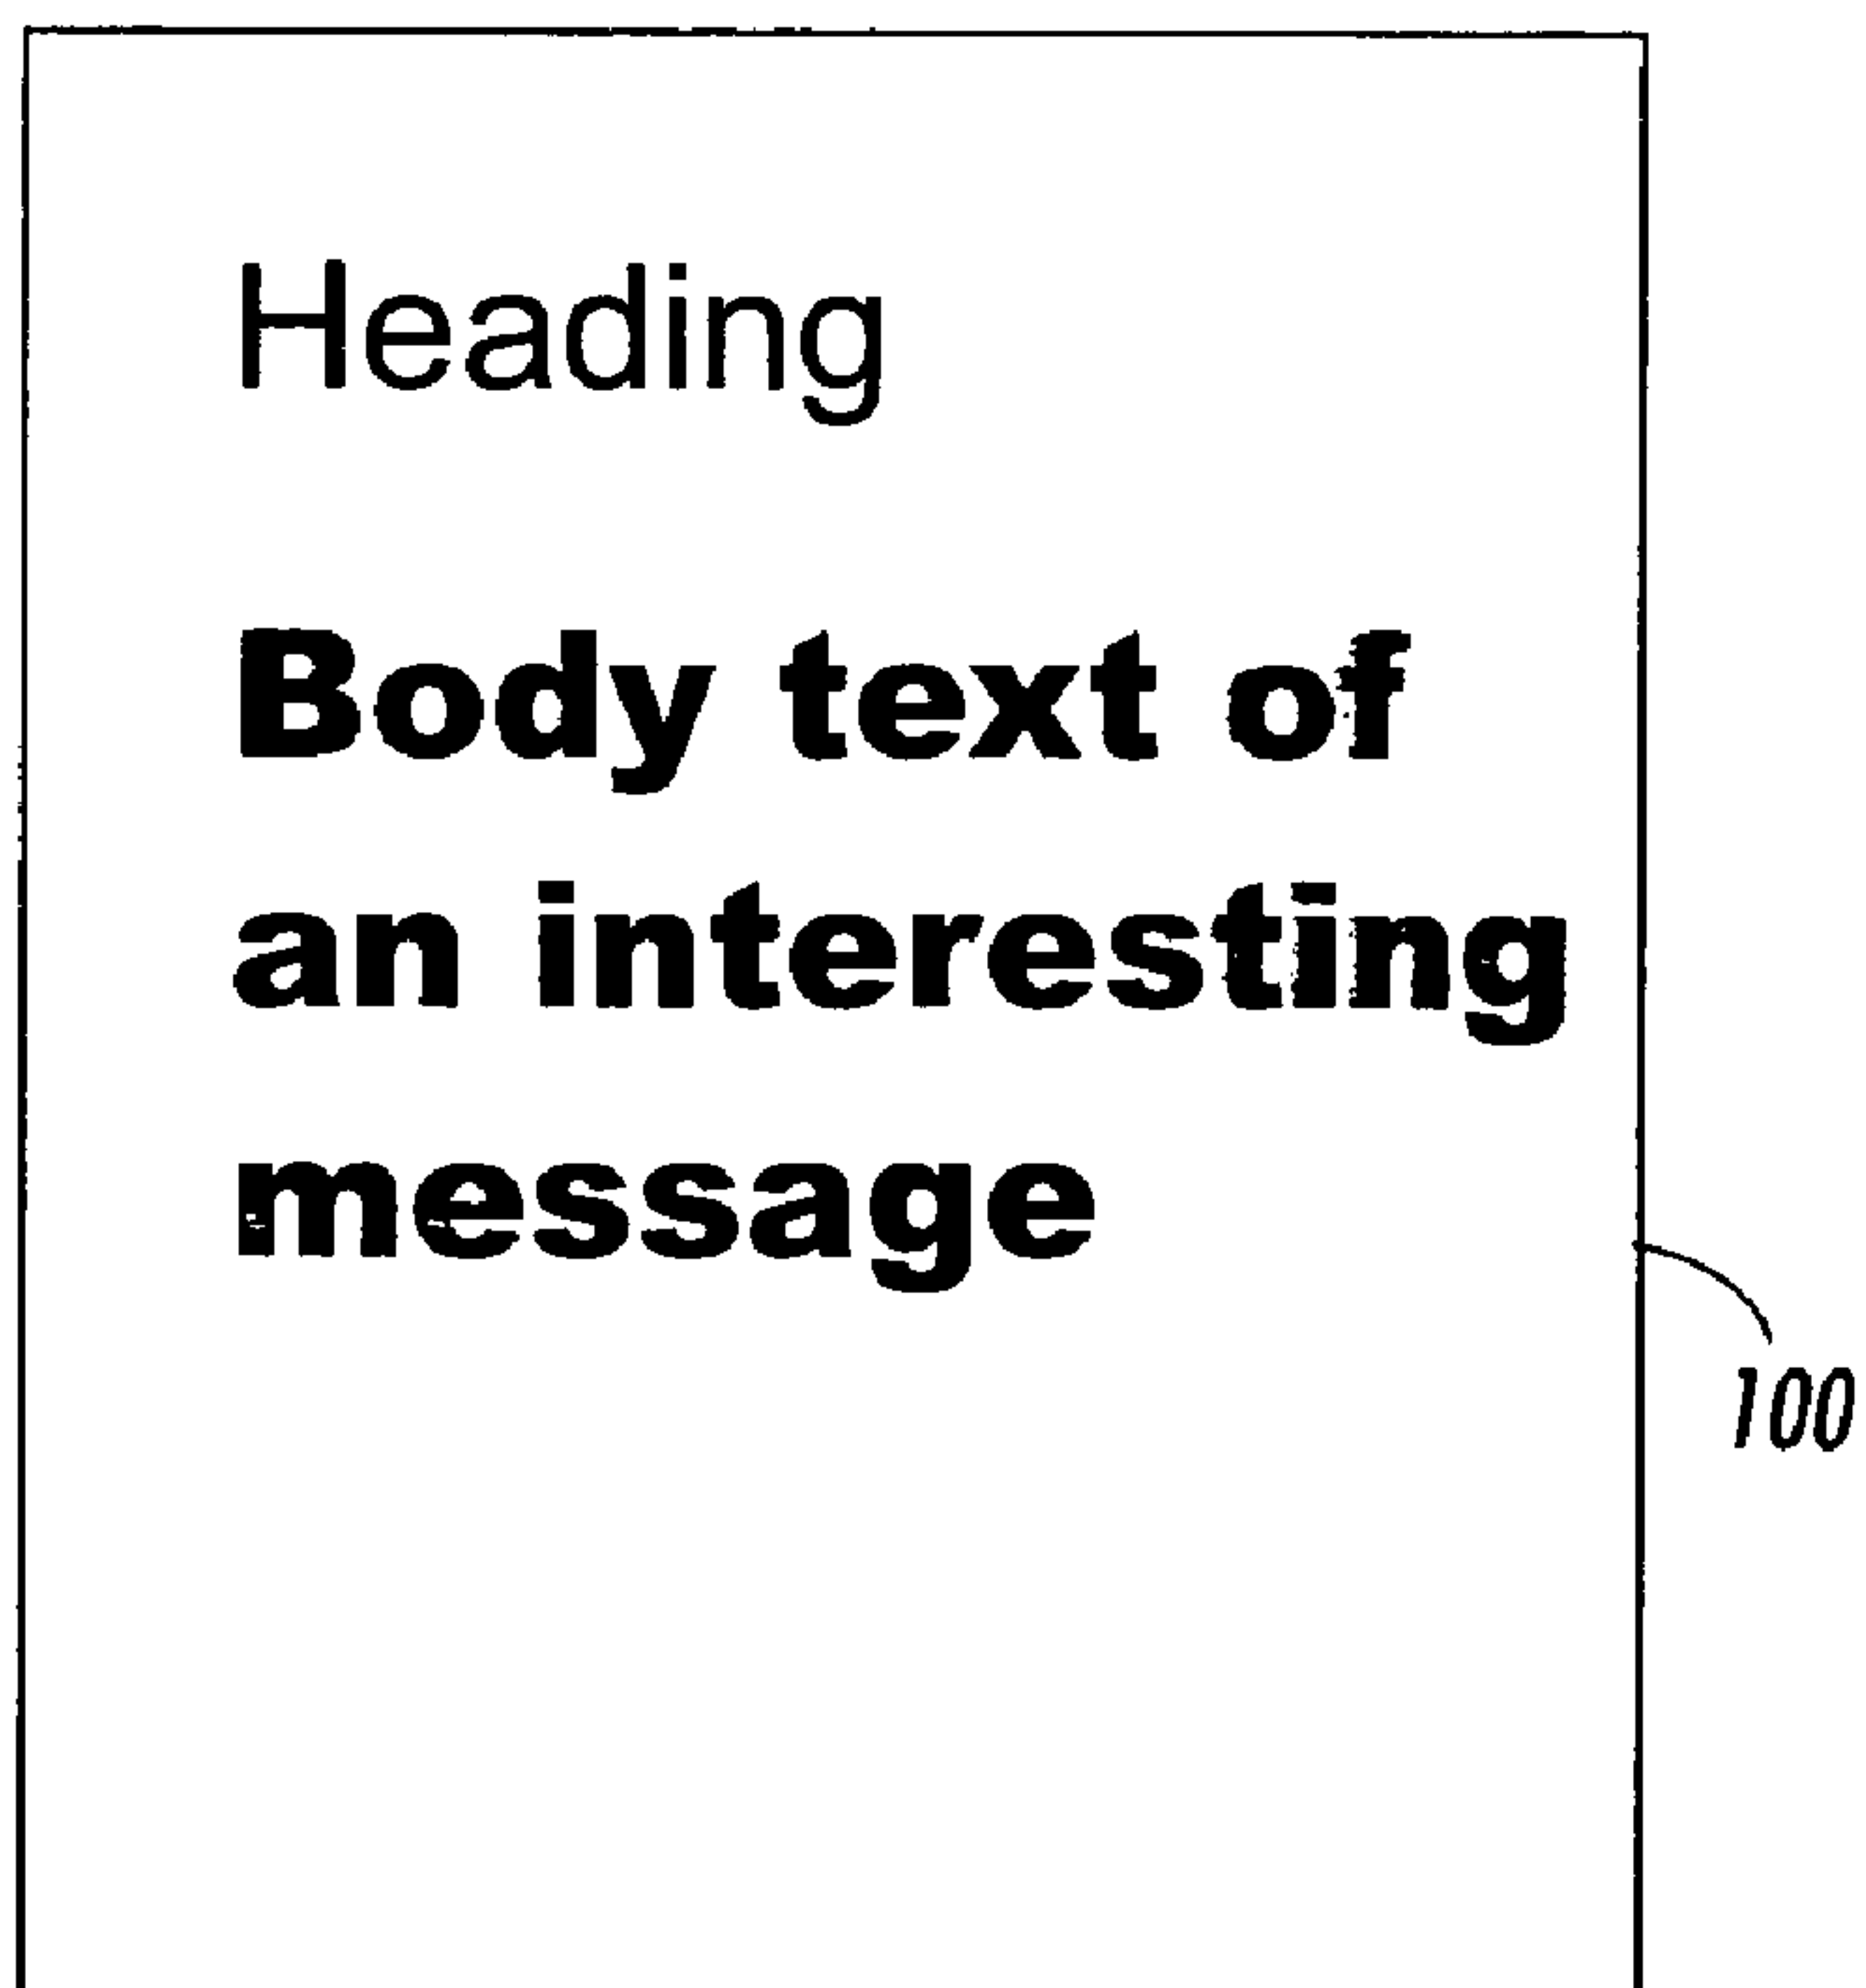 Heading
Body text of
an interesting
message
100